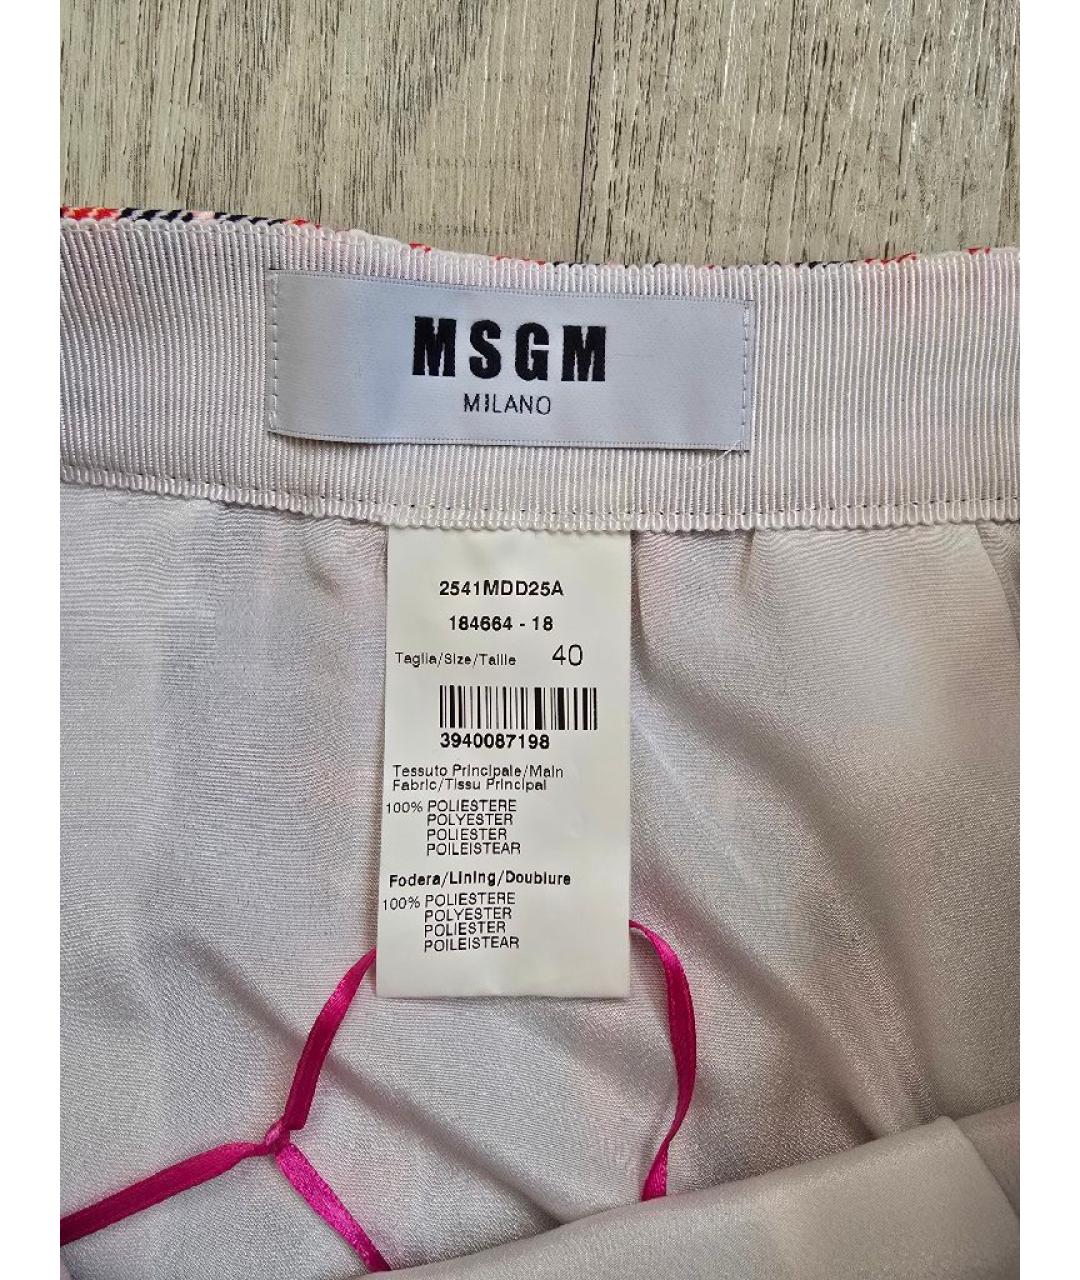 MSGM
MILANO
2541MDD25A
184664 - 18
Taglia/Size/Taille 40
3940087198
Tessuto Principale/Main
Fabric/Tissu Principal
100% POLIESTERE
POLYESTER
POLIESTER
POILEISTEAR
Fodera/Lining/Doublure
100% POLIESTERE
POLYESTER
POLIESTER
POILEISTEAR